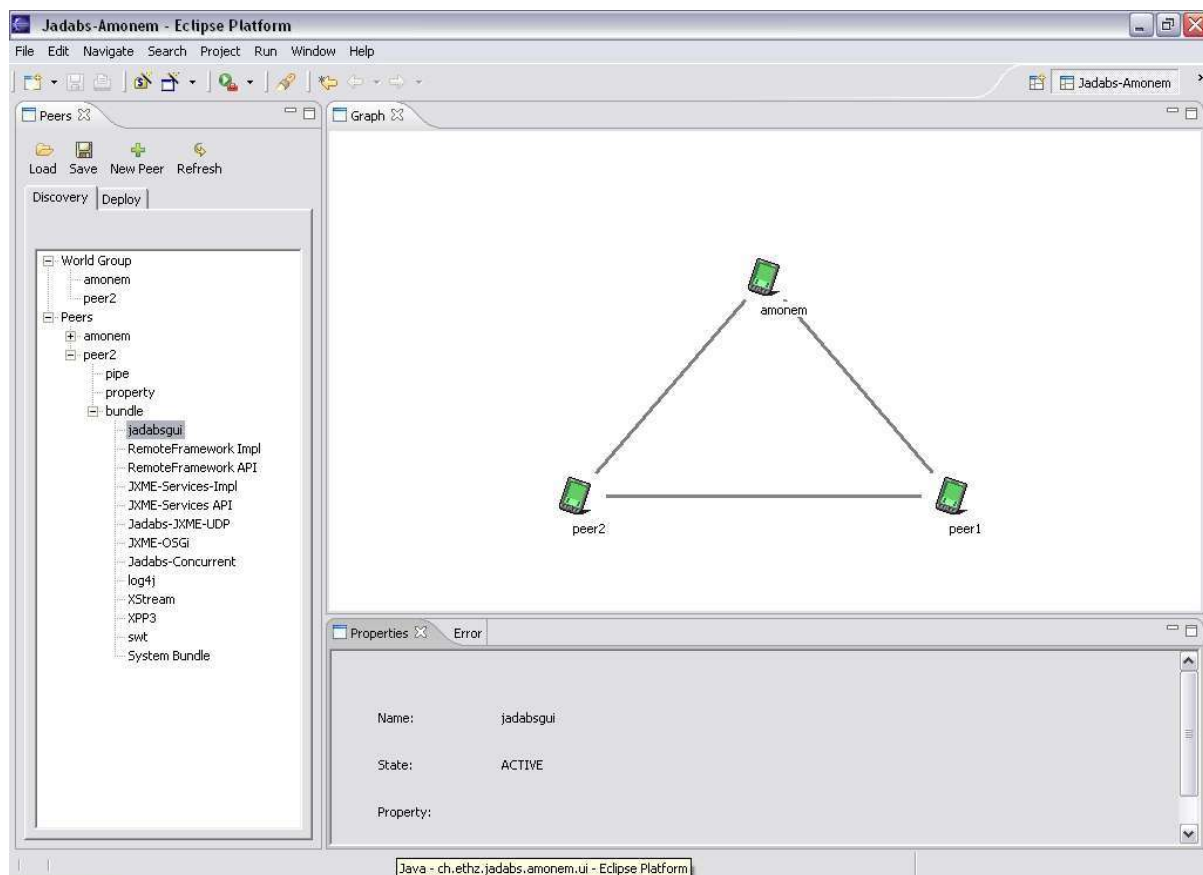 Jadabs-Amonem - Eclipse Platform
File Edit Navigate Search Project Run Window Help
Jadabs-Amonem
Peers
Load Save New Peer Refresh
Discovery Deploy
World Group
amonem
peer2
Peers
amonem
peer2
pipe
property
bundle
jadabsgui
RemoteFramework Impl
RemoteFramework API
JXME-Services-Impl
JXME-Services API
Jadabs-JXME-UDP
JXME-OSGi
Jadabs-Concurrent
log4j
XStream
XPP3
swt
System Bundle
Graph
amonem
peer2
peer1
Properties Error
Name: jadabsgui
State: ACTIVE
Property:
Java - ch.ethz.jadabs.amonem.ui - Eclipse Platform